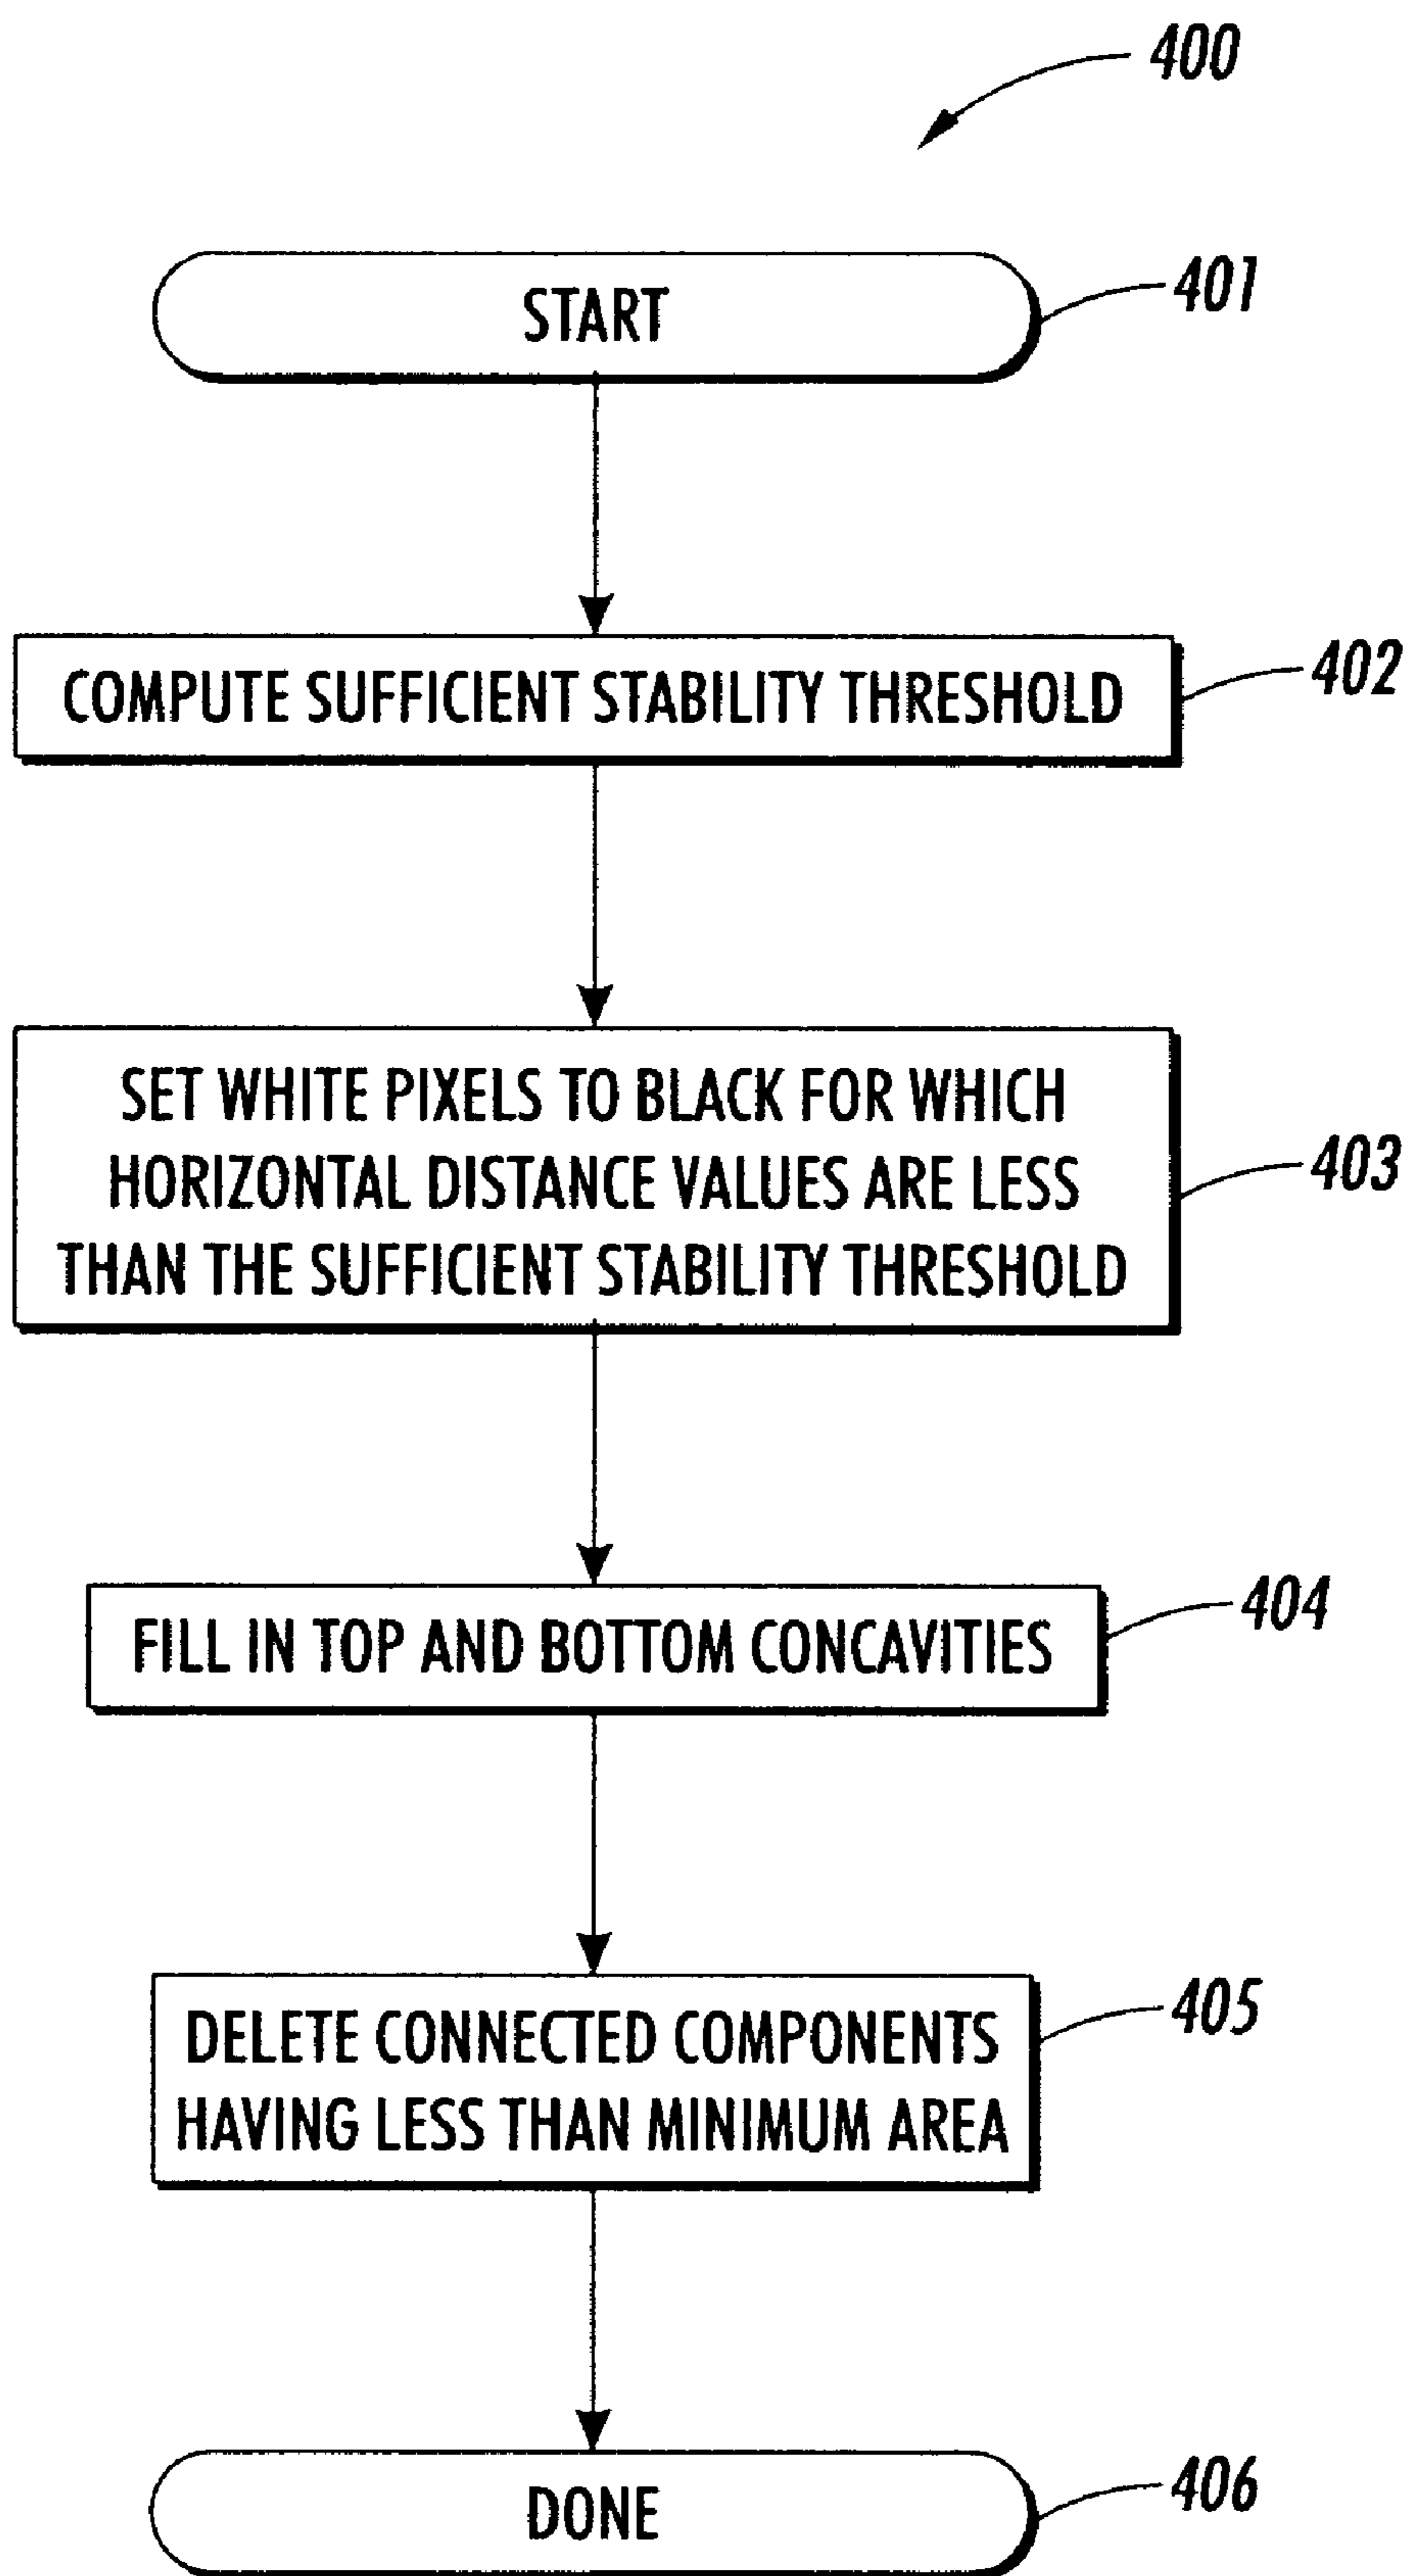 400
START
401
COMPUTE SUFFICIENT STABILITY THRESHOLD
402
SET WHITE PIXELS TO BLACK FOR WHICH
HORIZONTAL DISTANCE VALUES ARE LESS
THAN THE SUFFICIENT STABILITY THRESHOLD
403
FILL IN TOP AND BOTTOM CONCAVITIES
404
DELETE CONNECTED COMPONENTS
HAVING LESS THAN MINIMUM AREA
405
DONE
406